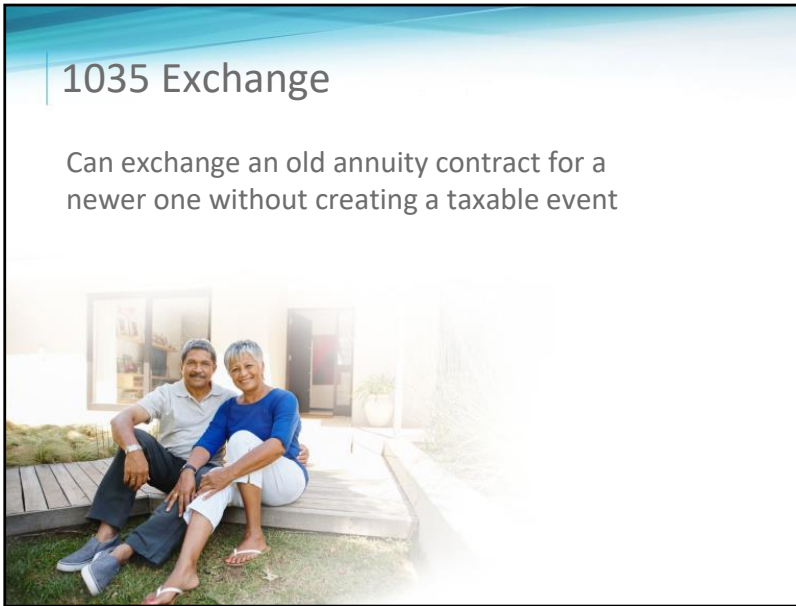 1035 Exchange
Can exchange an old annuity contract for a
newer one without creating a taxable event